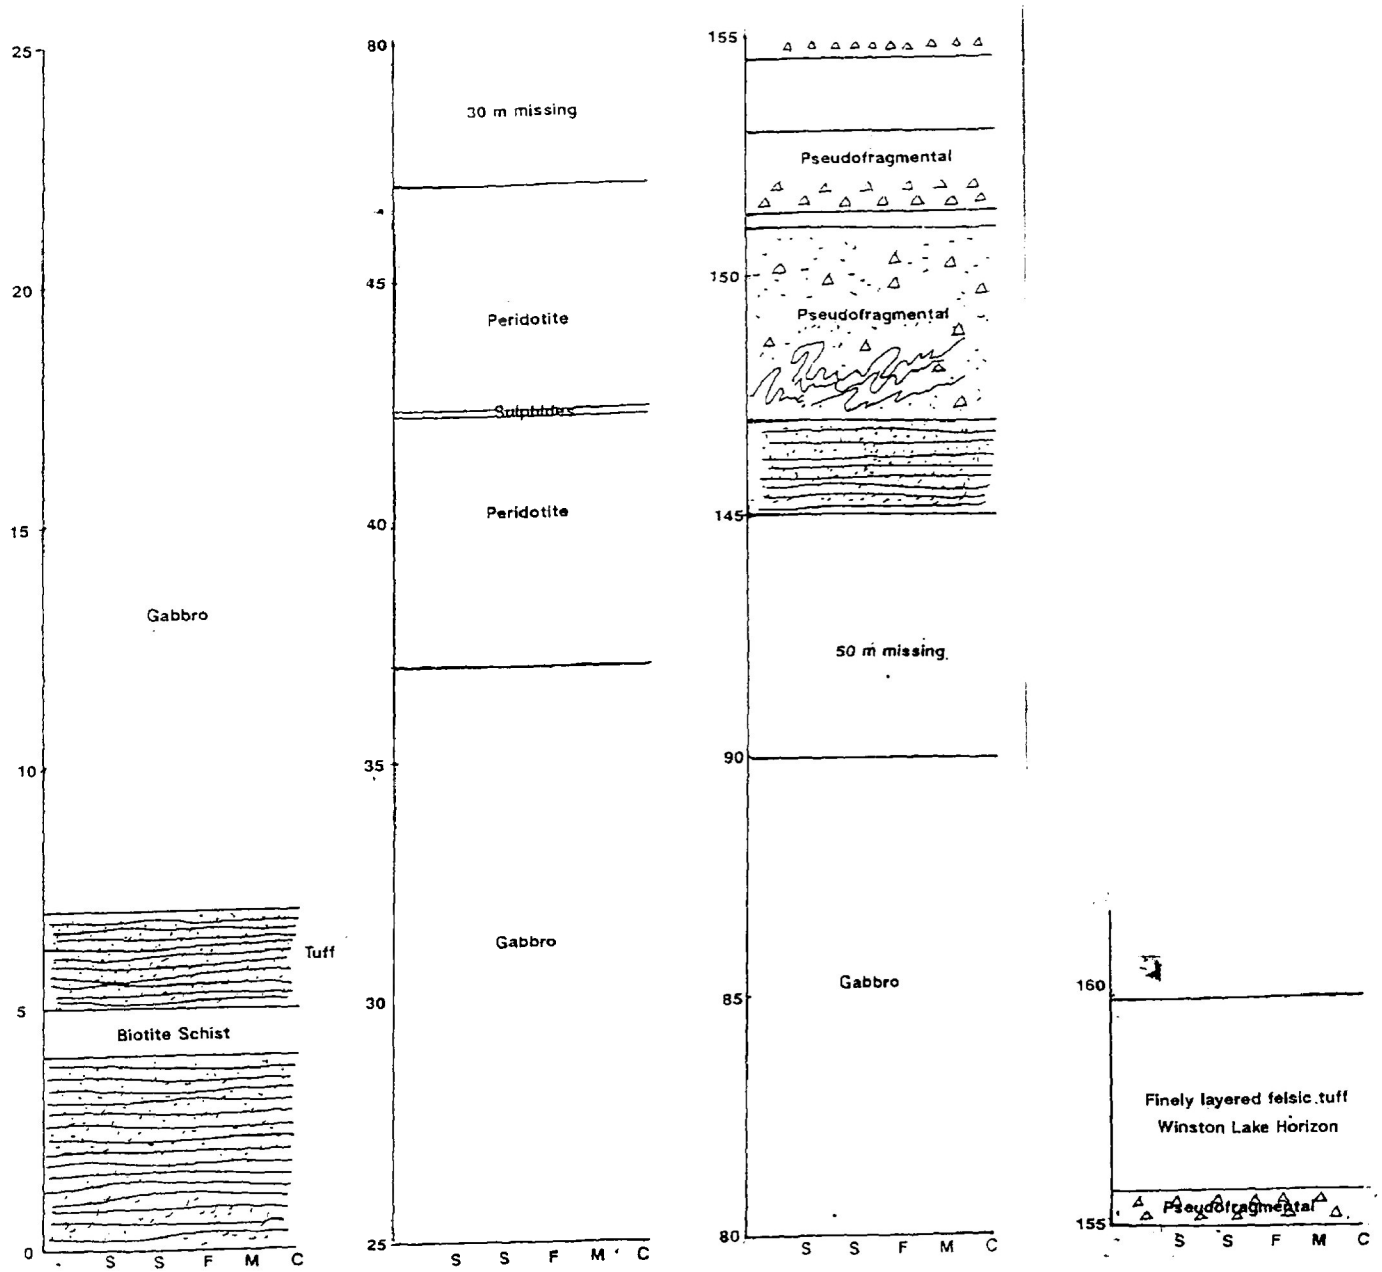 25
20
15
Gabbro
10
Tuff
5
Biotite Schist
0
S S F M C
80
30 m missing
45
Peridotite
Sulphides
40
Peridotite
35
Gabbro
30
25
S S F M C
155
Pseudofragmental
150
Pseudofragmental
145
50 m missing
90
Gabbro
85
80
S S F M C
160
Finely layered felsic tuff
Winston Lake Horizon
Pseudofragmental
155
S S F M C